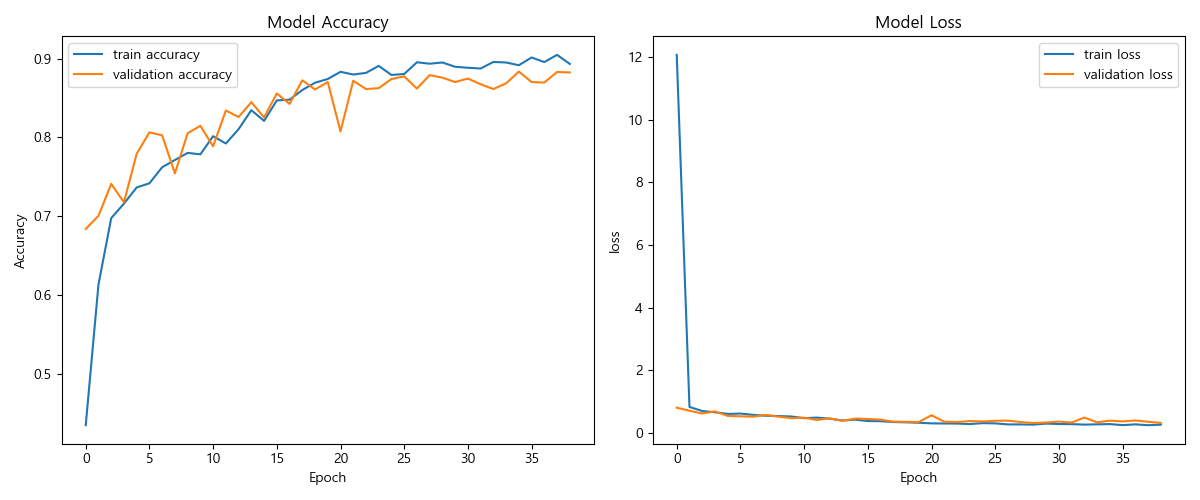 Model Accuracy
train accuracy
validation accuracy
0.9
0.8
0.7
0.6
0.5
Accuracy
0 5 10 15 20 25 30 35
Epoch
Model Loss
train loss
validation loss
12
10
8
6
4
2
0
loss
0 5 10 15 20 25 30 35
Epoch